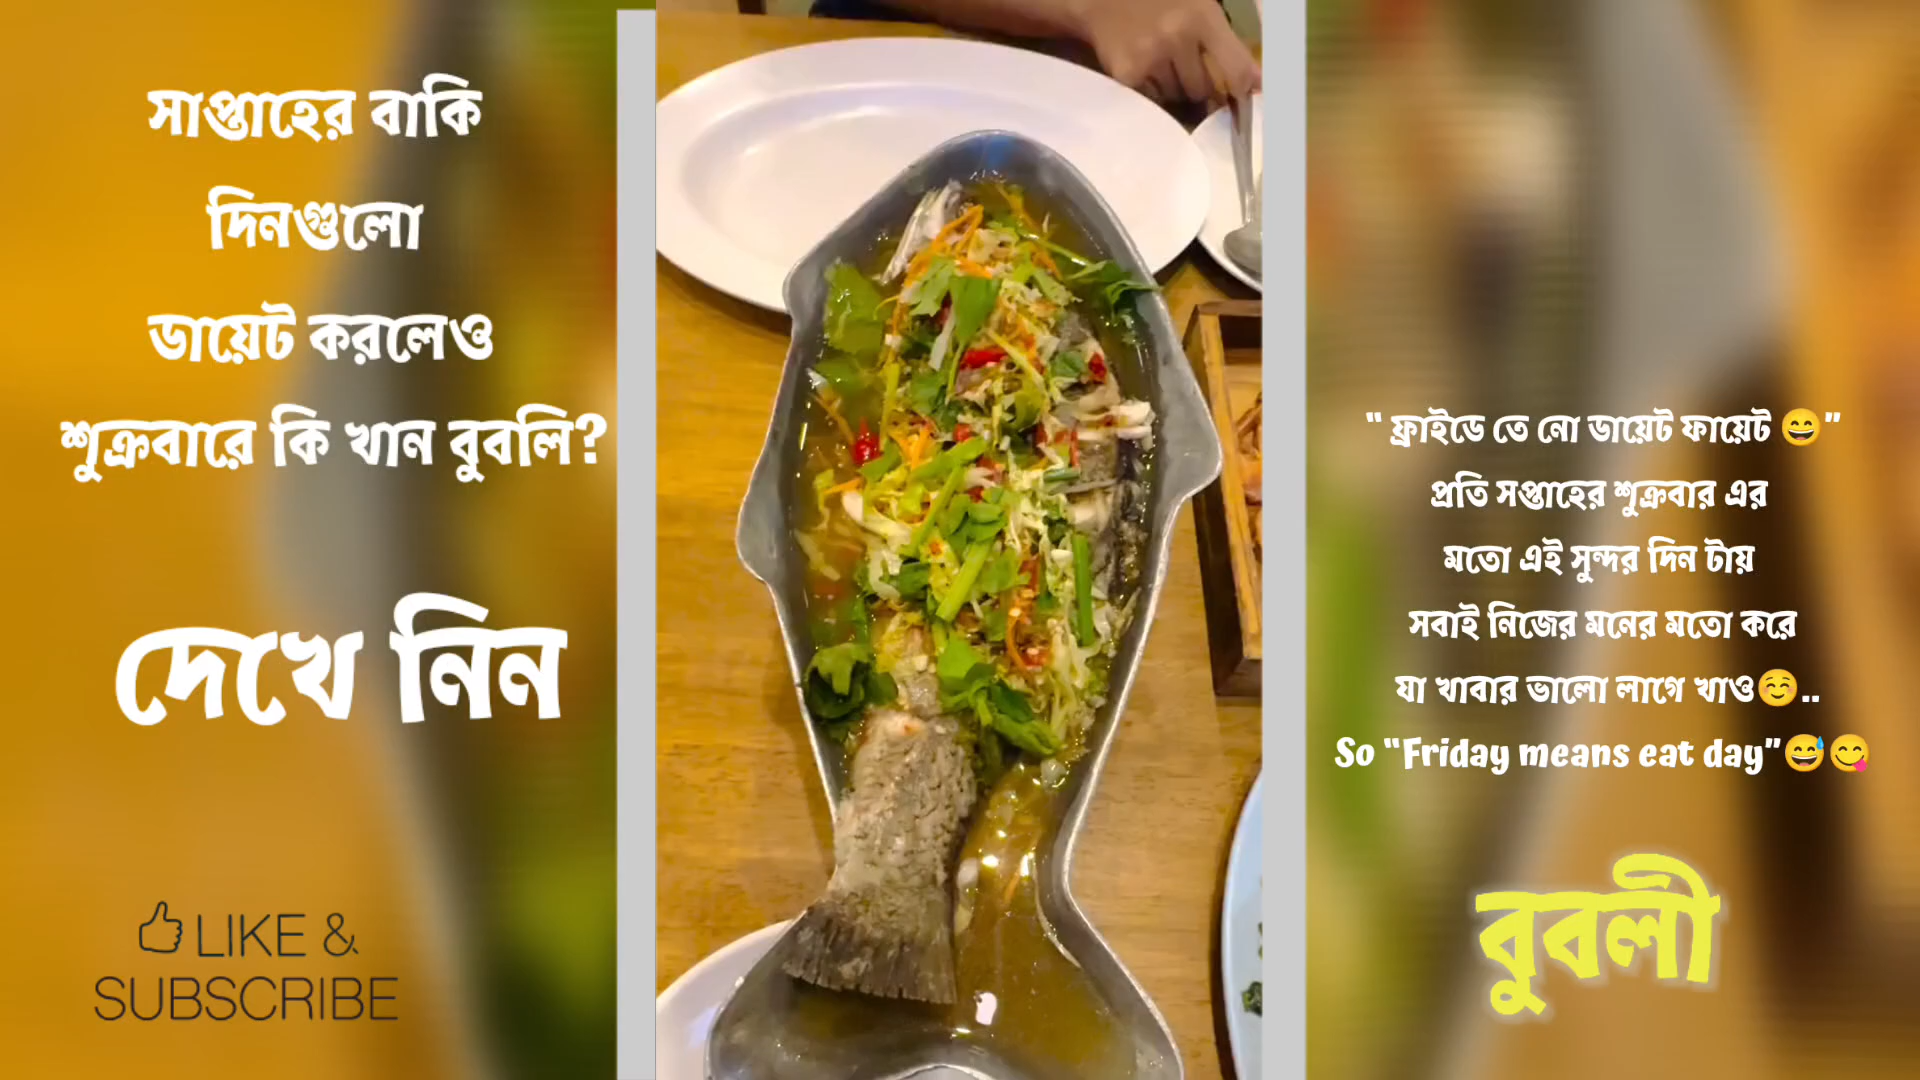 সাপ্তাহের বাকি
দিনগুলো
ডায়েট করলেও
শুক্রবারে কি খান বুবলি?
দেখে নিন
LIKE &
SUBSCRIBE
“ ফ্রাইডে তে নো ডায়েট ফায়েট 😄”
প্রতি সপ্তাহের শুক্রবার এর
মতো এই সুন্দর দিন টায়
সবাই নিজের মনের মতো করে
যা খাবার ভালো লাগে খাও☺️..
So “Friday means eat day”😅😋
বুবলী